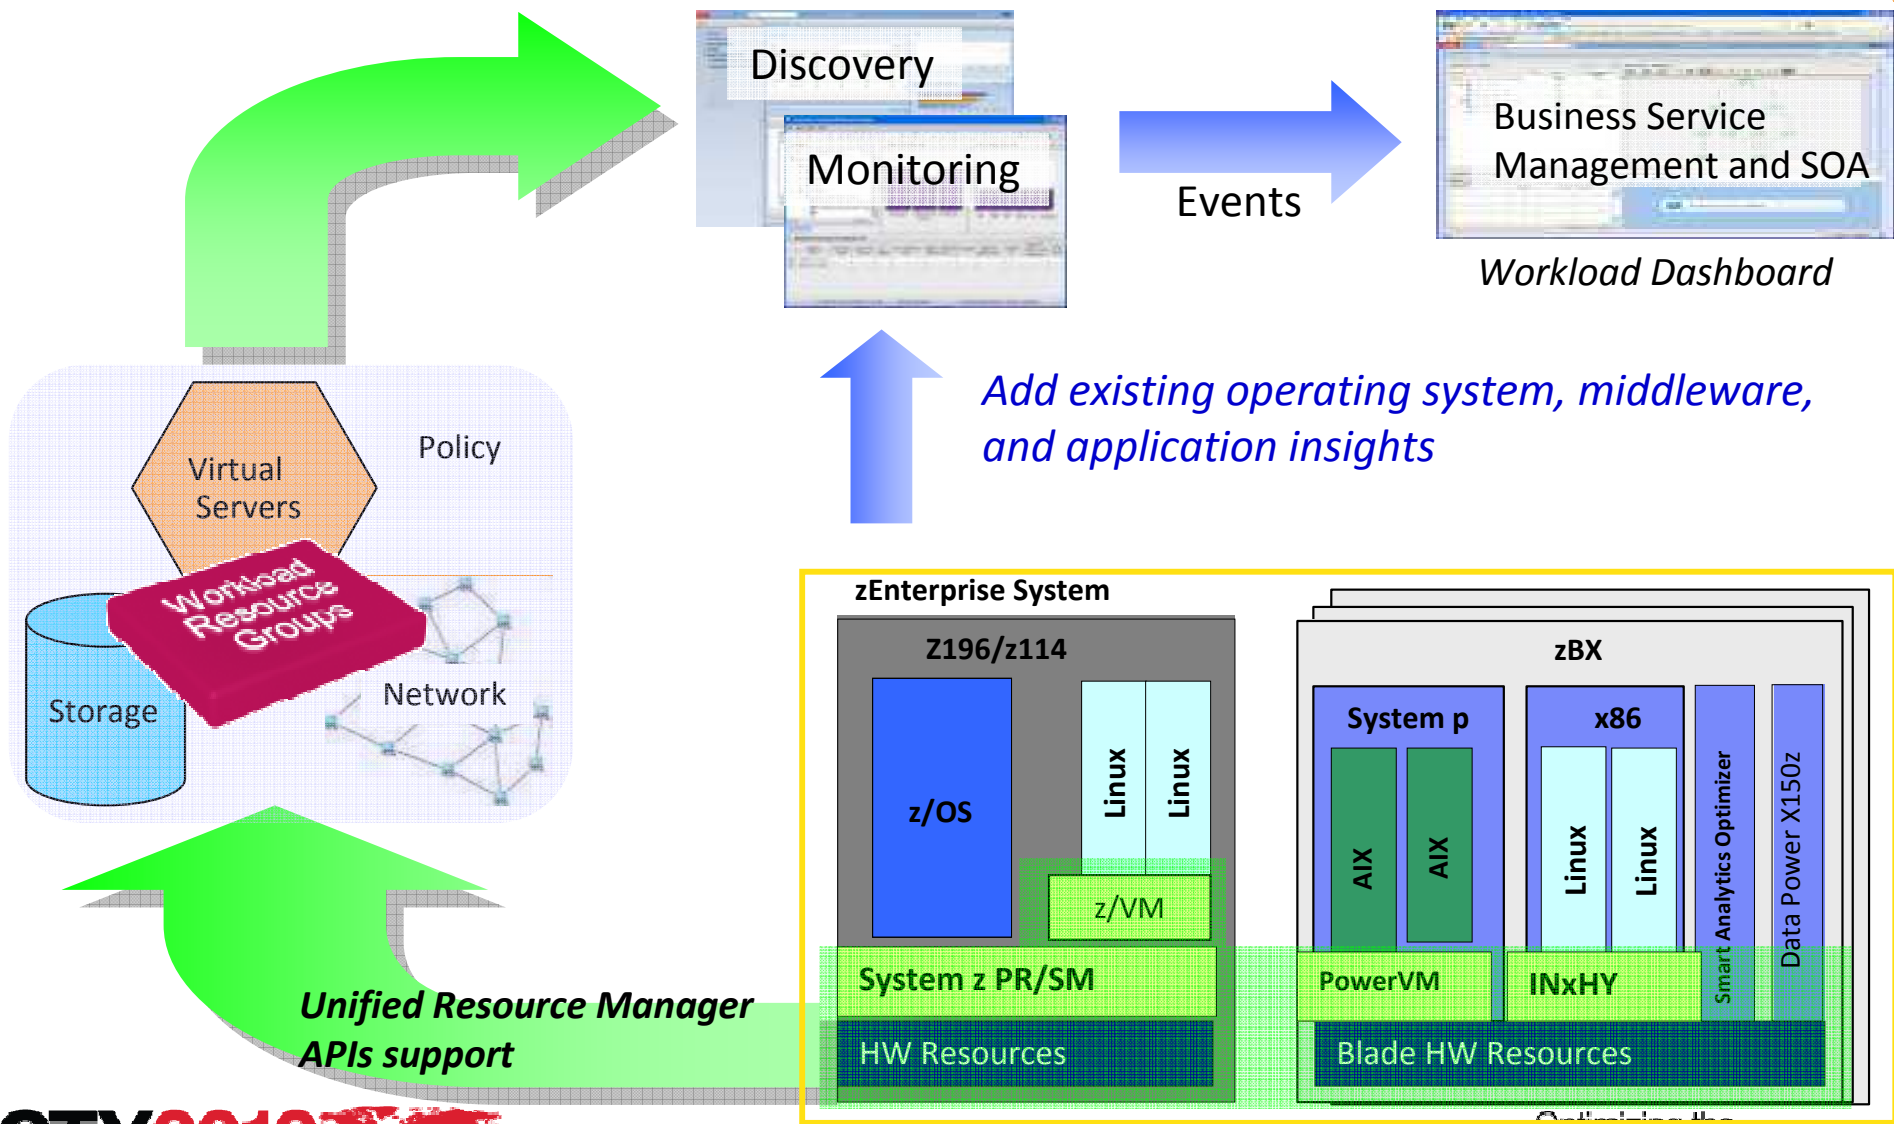 Discovery
Monitoring
Events
Business Service
Management and SOA
Workload Dashboard
Add existing operating system, middleware,
and application insights
Policy
Virtual
Servers
Workload
Resource
Groups
Storage
Network
Unified Resource Manager
APIs support
zEnterprise System
Z196/z114
z/OS
Linux
Linux
z/VM
System z PR/SM
HW Resources
zBX
System p
AIX
AIX
PowerVM
x86
Linux
Linux
INxHY
Smart Analytics Optimizer
Data Power X150z
Blade HW Resources
Optimizing the